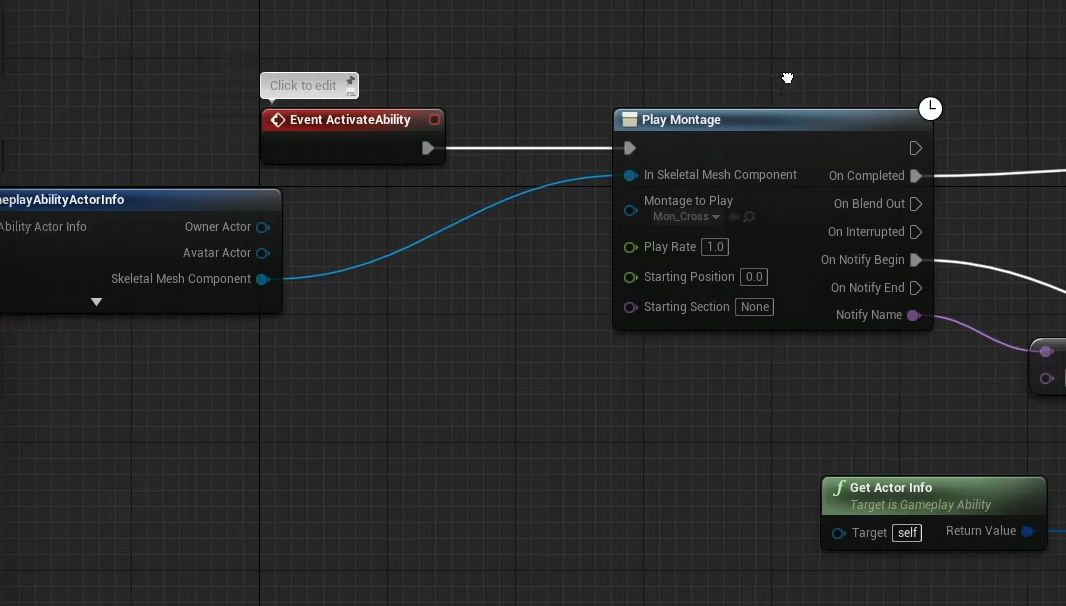 Click to edit
Event ActivateAbility
Play Montage
In Skeletal Mesh Component
On Completed
Montage to Play
Mon_Cross
On Blend Out
On Interrupted
Play Rate 1.0
On Notify Begin
Starting Position 0.0
On Notify End
Starting Section None
Notify Name
eplayAbilityActorInfo
Ability Actor Info
Owner Actor
Avatar Actor
Skeletal Mesh Component
f Get Actor Info
Target is Gameplay Ability
Target self
Return Value